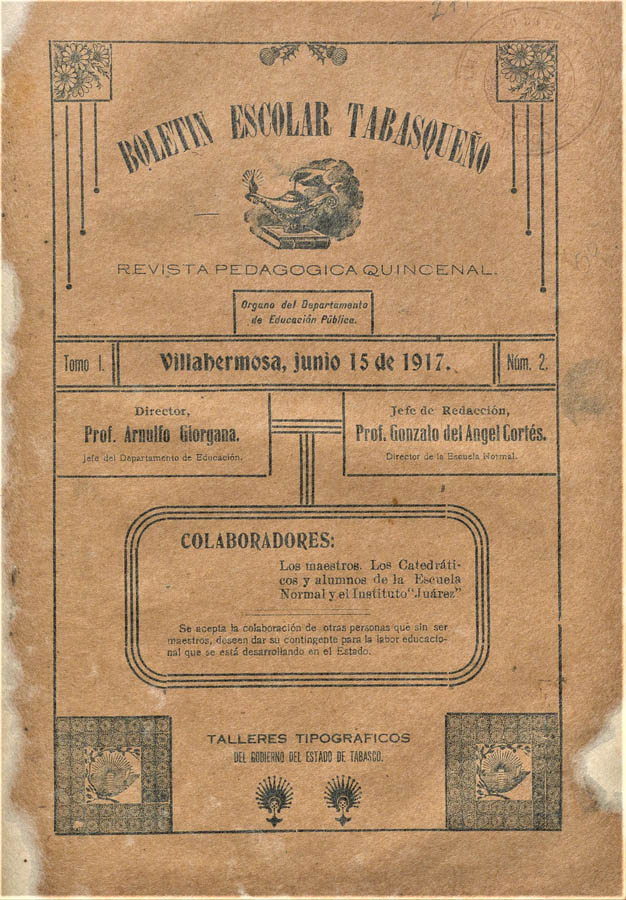 BOLETIN ESCOLAR TABASQUEÑO
REVISTA PEDAGOGICA QUINCENAL.
Organo del Departamento
de Educación Pública.
Tomo I.
Villahermosa, junio 15 de 1917.
Núm. 2.
Director,
Prof. Arnulfo Giorgana.
Jefe del Departamento de Educación.
Jefe de Redacción,
Prof. Gonzalo del Angel Cortés.
Director de la Escuela Normal.
COLABORADORES:
Los maestros. Los Catedráti-
cos y alumnos de la Escuela
Normal y el Instituto "Juárez"
Se acepta la colaboración de otras personas que sin ser
maestros, deseen dar su contingente para la labor educacio-
nal que se está desarrollando en el Estado.
TALLERES TIPOGRAFICOS
DEL GOBIERNO DEL ESTADO DE TABASCO.